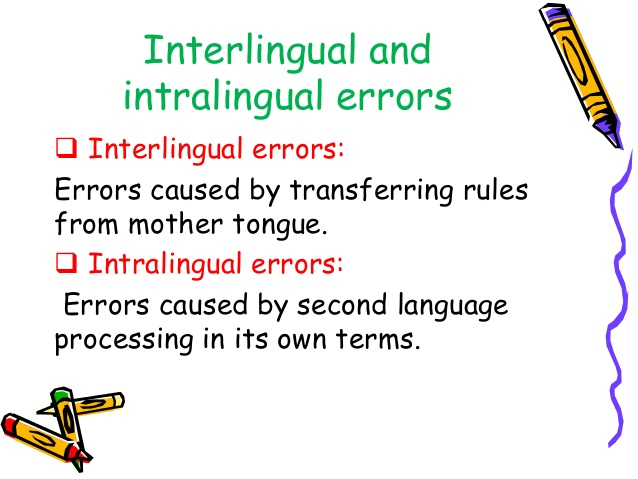 Interlingual and
intralingual errors
❑ Interlingual errors:
Errors caused by transferring rules
from mother tongue.
❑ Intralingual errors:
Errors caused by second language
processing in its own terms.